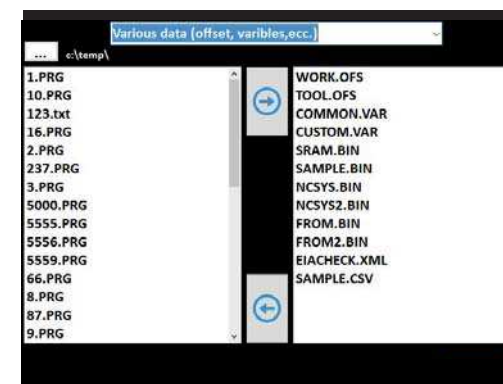 Various data (offset, varibles,ecc.)
... c:\temp\
1.PRG
10.PRG
123.txt
16.PRG
2.PRG
237.PRG
3.PRG
5000.PRG
5555.PRG
5556.PRG
5559.PRG
66.PRG
8.PRG
87.PRG
9.PRG
WORK.OFS
TOOL.OFS
COMMON.VAR
CUSTOM.VAR
SRAM.BIN
SAMPLE.BIN
NCSYS.BIN
NCSYS2.BIN
FROM.BIN
FROM2.BIN
EIACHECK.XML
SAMPLE.CSV